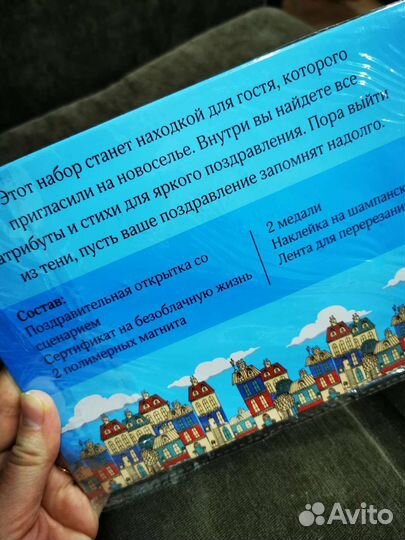 Этот набор станет находкой для гостя, которого
пригласили на новоселье. Внутри вы найдете все
атрибуты и стихи для яркого поздравления. Пора выйти
из тени, пусть ваше поздравление запомнят надолго.
Состав:
Поздравительная открытка со
сценарием
Сертификат на безоблачную жизнь
2 полимерных магнита
2 медали
Наклейка на шампанск
Лента для перерезани
Avito